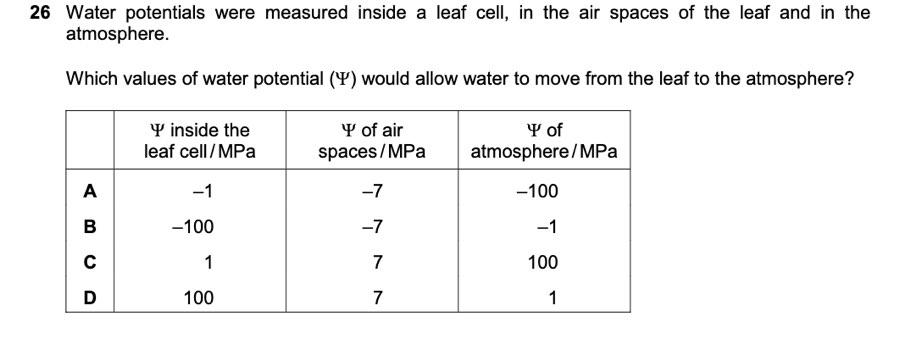 26 Water potentials were measured inside a leaf cell, in the air spaces of the leaf and in the
atmosphere.
Which values of water potential (Ψ) would allow water to move from the leaf to the atmosphere?
Ψ inside the leaf cell / MPa Ψ of air spaces / MPa Ψ of atmosphere / MPa
A –1 –7 –100
B –100 –7 –1
C 1 7 100
D 100 7 1